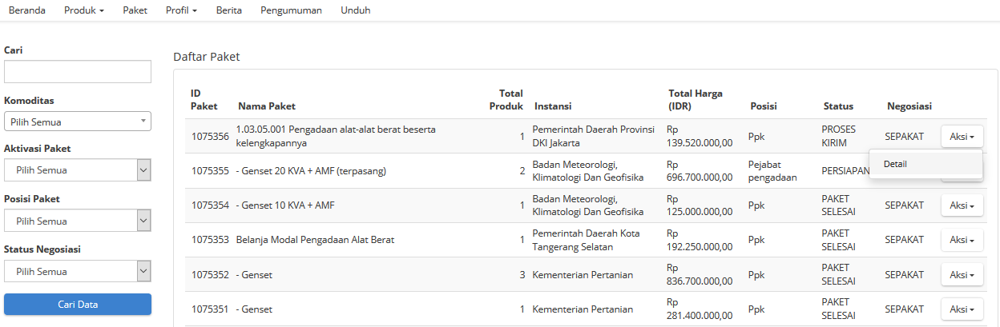 Beranda Produk Paket Profil Berita Pengumuman Unduh
Cari
Komoditas
Pilih Semua
Aktivasi Paket
Pilih Semua
Posisi Paket
Pilih Semua
Status Negosiasi
Pilih Semua
Cari Data
Daftar Paket
ID Paket Nama Paket Total Produk Instansi Total Harga (IDR) Posisi Status Negosiasi
1075356 1.03.05.001 Pengadaan alat-alat berat beserta kelengkapannya 1 Pemerintah Daerah Provinsi DKI Jakarta Rp 139.520.000,00 Ppk PROSES KIRIM SEPAKAT Aksi
Detail
1075355 - Genset 20 KVA + AMF (terpasang) 2 Badan Meteorologi, Klimatologi Dan Geofisika Rp 696.700.000,00 Pejabat pengadaan PERSIAPAN
1075354 - Genset 10 KVA + AMF 1 Badan Meteorologi, Klimatologi Dan Geofisika Rp 125.000.000,00 Ppk PAKET SELESAI SEPAKAT Aksi
1075353 Belanja Modal Pengadaan Alat Berat 1 Pemerintah Daerah Kota Tangerang Selatan Rp 192.250.000,00 Ppk PAKET SELESAI SEPAKAT Aksi
1075352 - Genset 3 Kementerian Pertanian Rp 836.700.000,00 Ppk PAKET SELESAI SEPAKAT Aksi
1075351 - Genset 1 Kementerian Pertanian Rp 281.400.000,00 Ppk PAKET SELESAI SEPAKAT Aksi